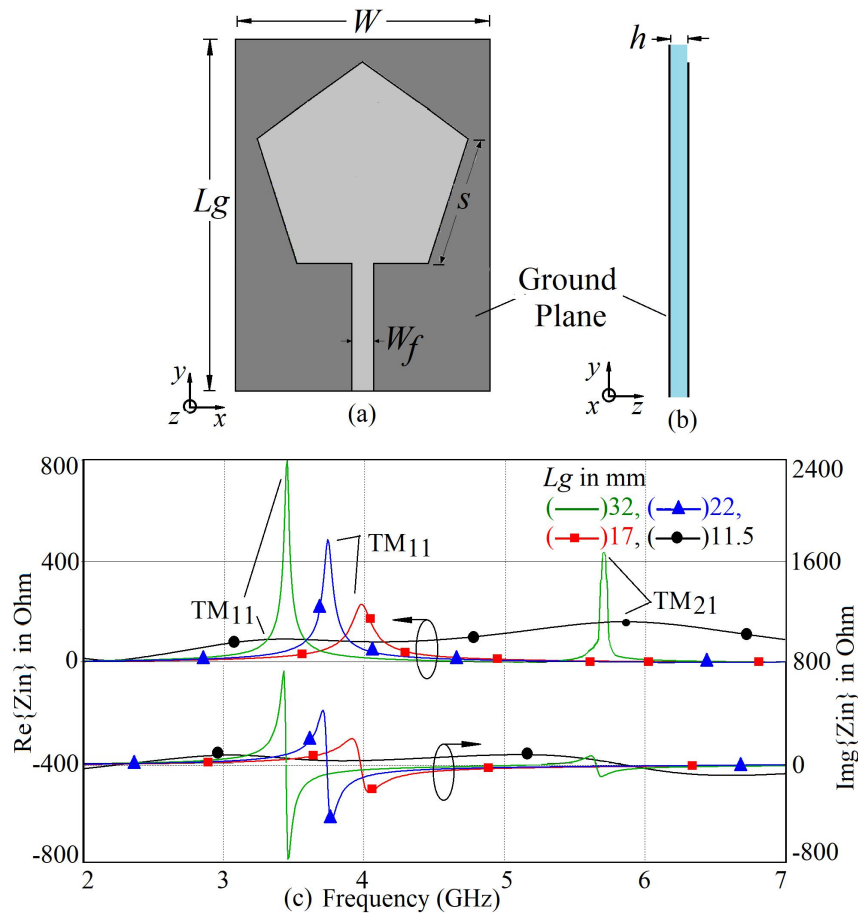 W
h
Lg
s
Ground
Plane
W_f
y
z
x
(a)
y
x
z
(b)
800
400
0
-400
-800
Re{Zin} in Ohm
2400
1600
800
0
-800
Img{Zin} in Ohm
Lg in mm
( )32, ( )22,
( )17, ( )11.5
TM₁₁
TM₁₁
TM₂₁
2 3 4 5 6 7
(c) Frequency (GHz)